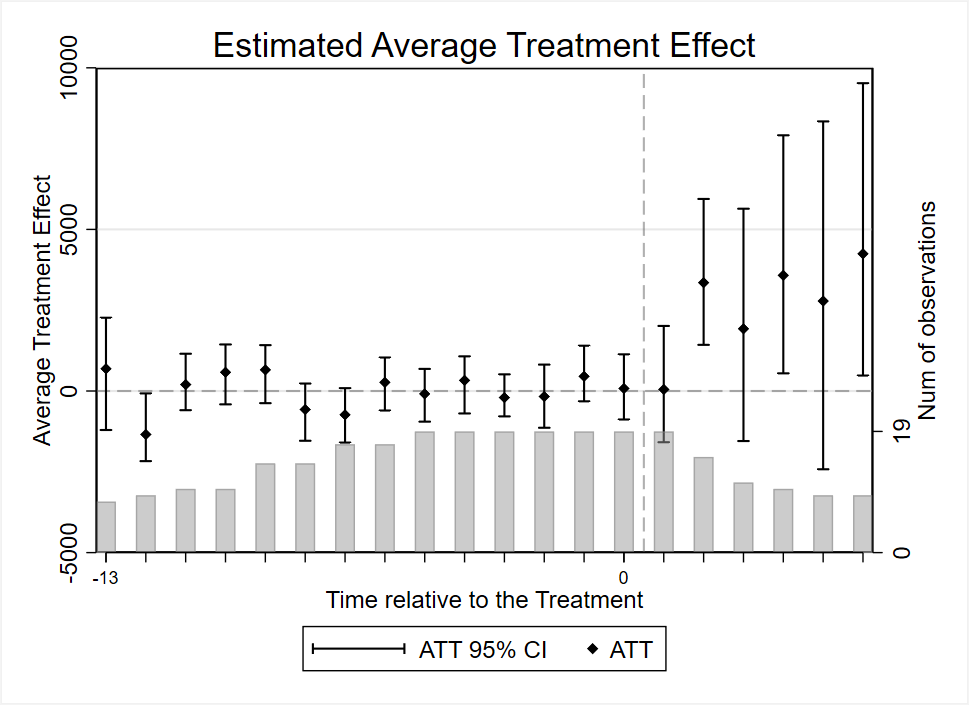 Estimated Average Treatment Effect
Average Treatment Effect
10000
5000
0
-5000
Num of observations
19
0
-13
0
Time relative to the Treatment
ATT 95% CI
ATT